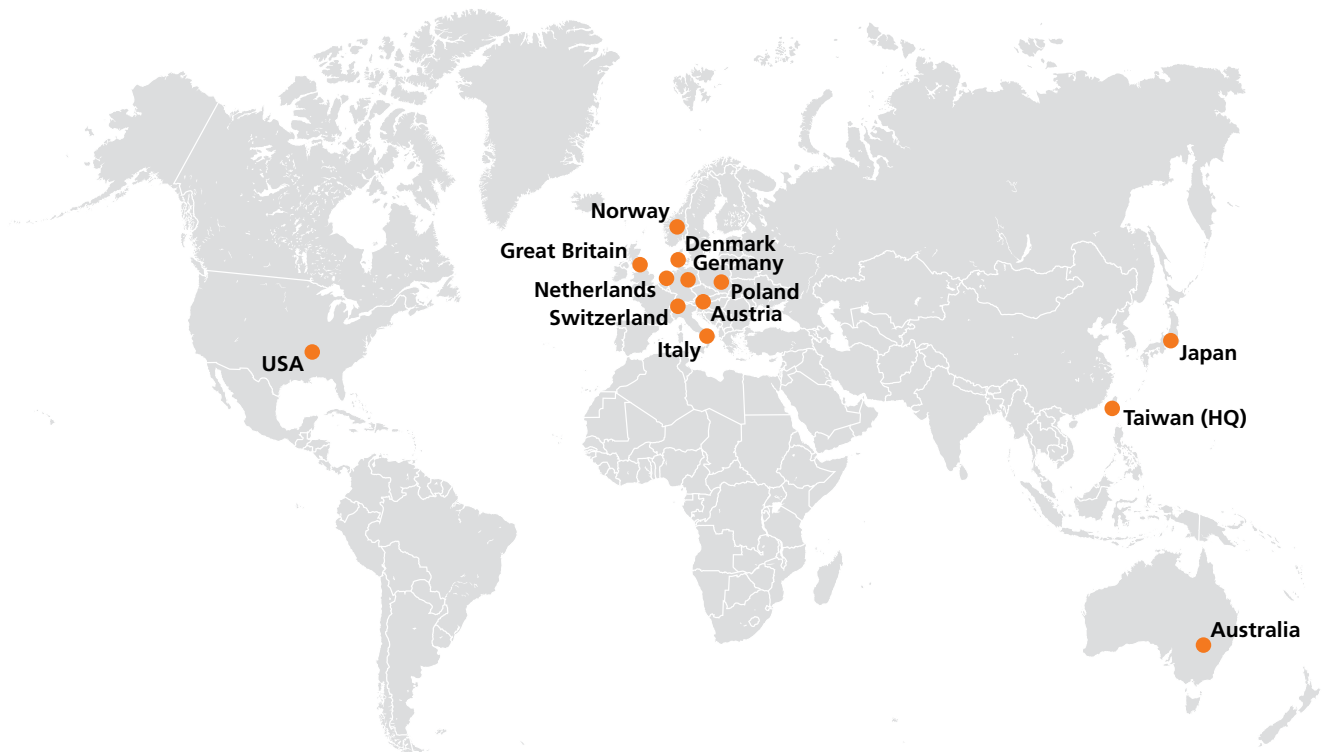 Norway
Denmark
Great Britain
Germany
Netherlands
Poland
Switzerland
Austria
Italy
USA
Japan
Taiwan (HQ)
Australia